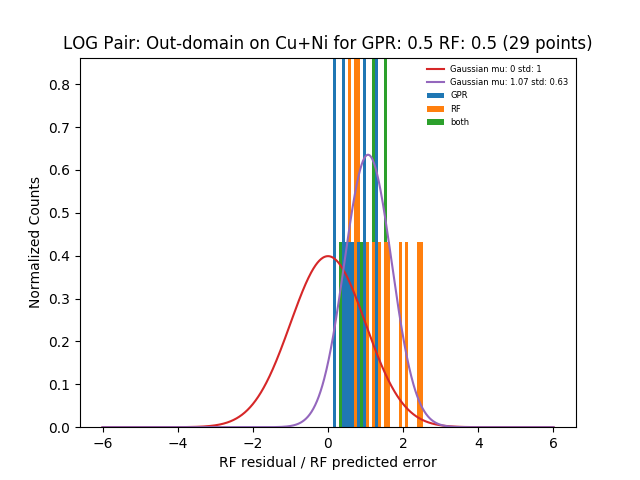 LOG Pair: Out-domain on Cu+Ni for GPR: 0.5 RF: 0.5 (29 points)
Gaussian mu: 0 std: 1
Gaussian mu: 1.07 std: 0.63
GPR
RF
both
Normalized Counts
0.8
0.7
0.6
0.5
0.4
0.3
0.2
0.1
0.0
−6
−4
−2
0
2
4
6
RF residual / RF predicted error